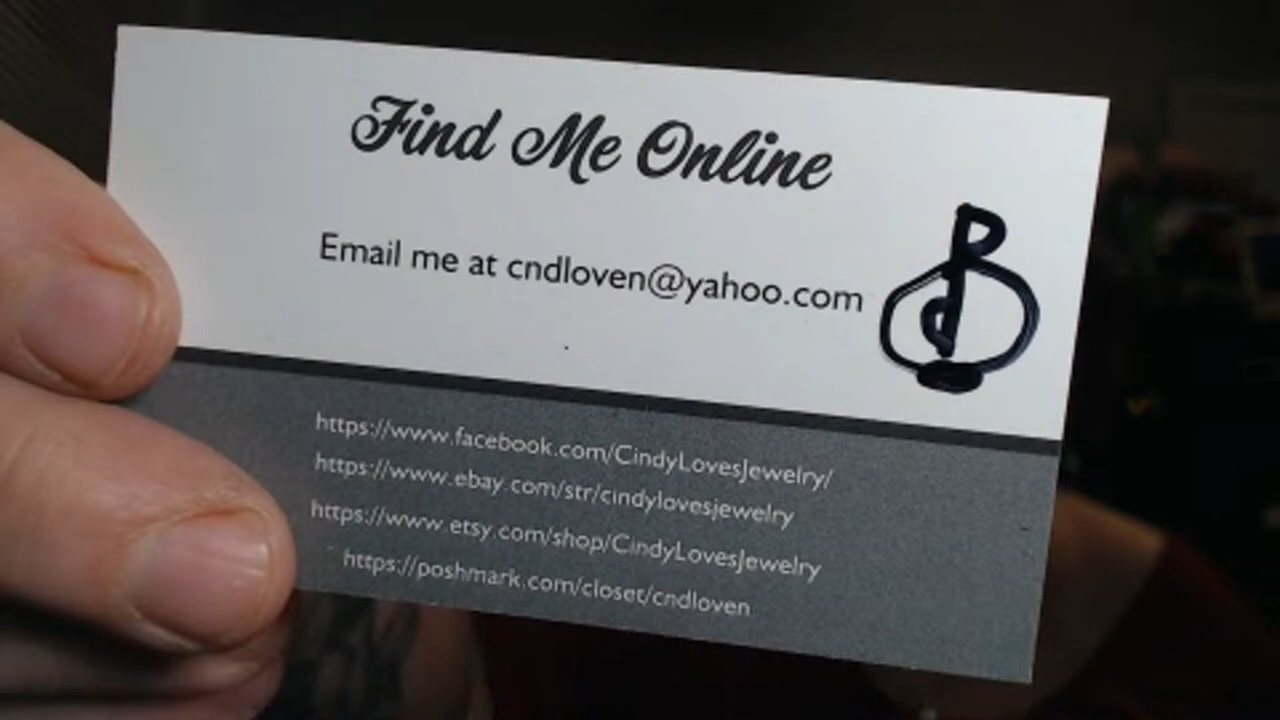 Find Me Online
Email me at cndloven@yahoo.com
https://www.facebook.com/CindyLovesJewelry/
https://www.ebay.com/str/cindylovesjewelry
https://www.etsy.com/shop/CindyLovesJewelry
https://poshmark.com/closet/cndloven